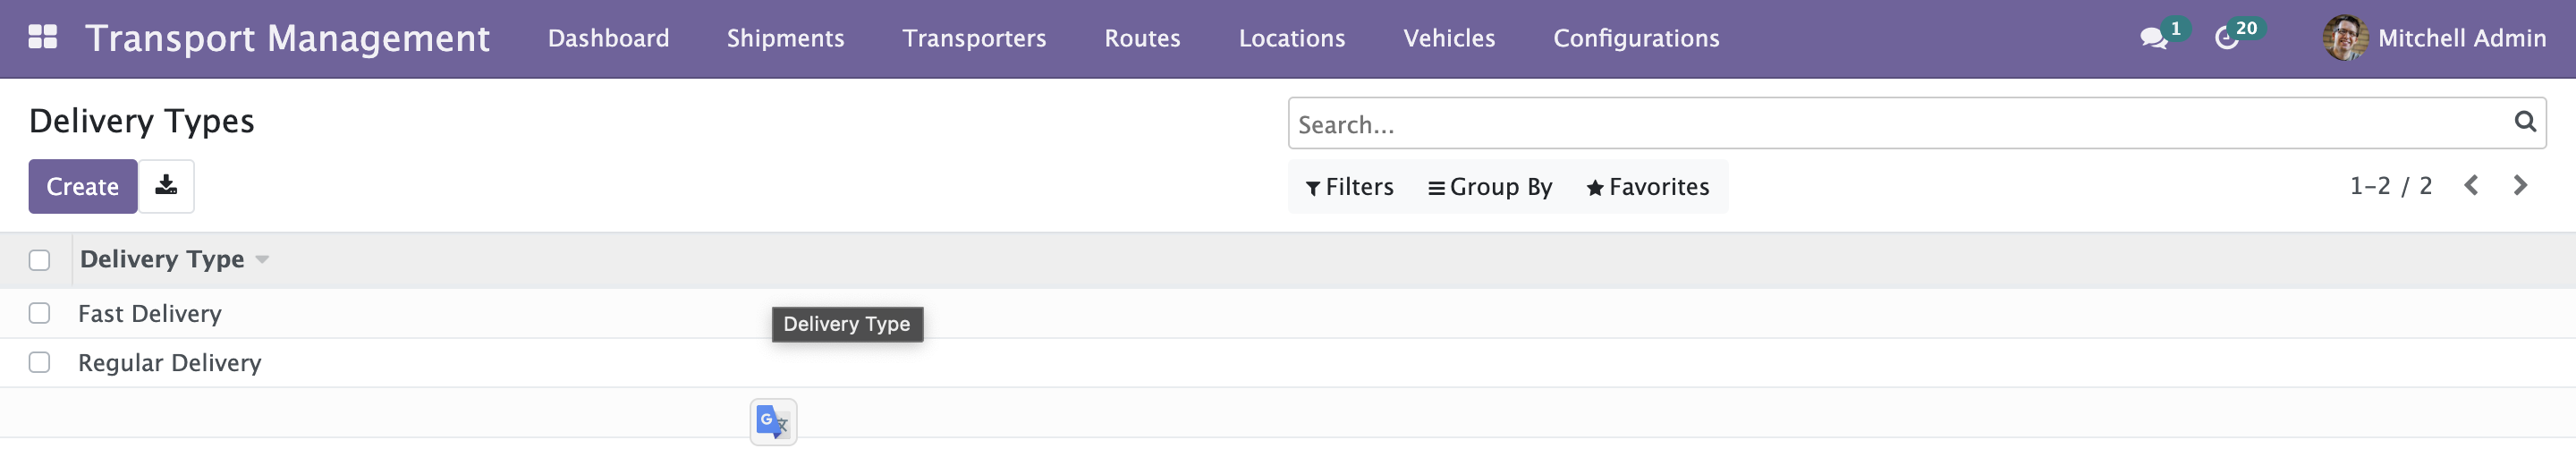 Transport Management Dashboard Shipments Transporters Routes Locations Vehicles Configurations 1 20 Mitchell Admin
Delivery Types
Search...
Create Filters Group By Favorites 1-2 / 2
Delivery Type
Fast Delivery
Delivery Type
Regular Delivery
G 文